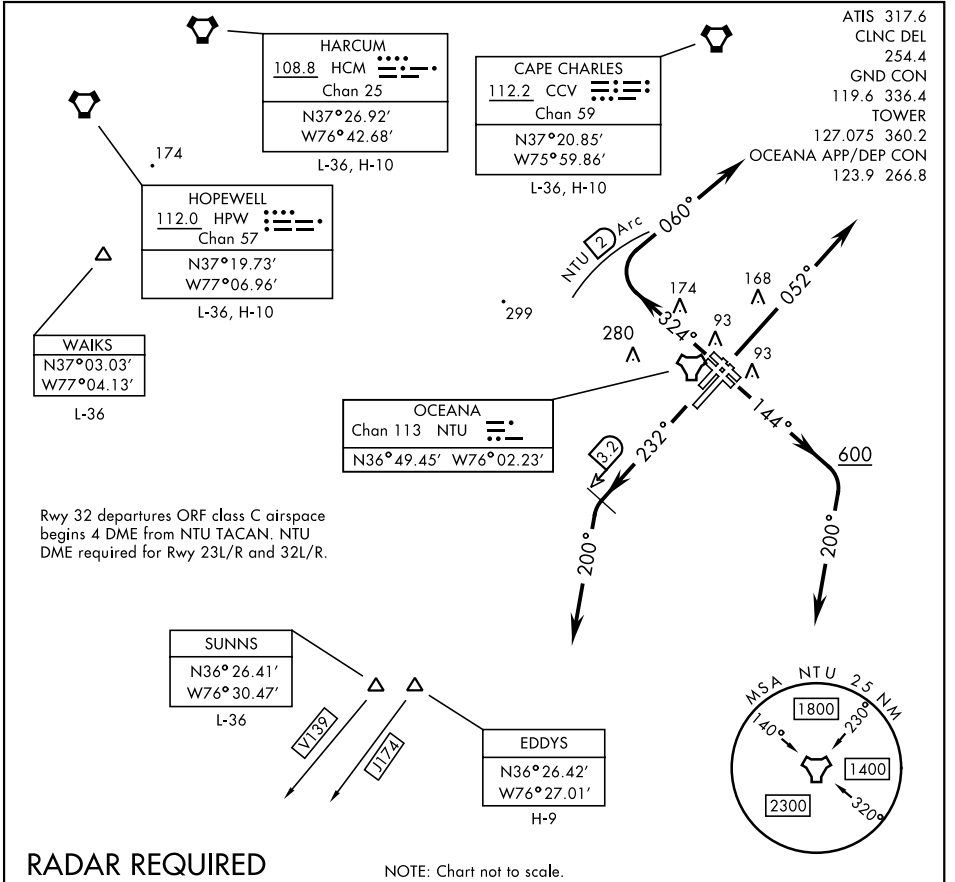 ATIS 317.6
CLNC DEL
254.4
GND CON
119.6 336.4
TOWER
127.075 360.2
OCEANA APP/DEP CON
123.9 266.8
HARCUM
108.8 HCM
Chan 25
N37°26.92'
W76°42.68'
L-36, H-10
CAPE CHARLES
112.2 CCV
Chan 59
N37°20.85'
W75°59.86'
L-36, H-10
174
HOPEWELL
112.0 HPW
Chan 57
N37°19.73'
W77°06.96'
L-36, H-10
WAIKS
N37°03.03'
W77°04.13'
L-36
NTU 2 Arc
060°
052°
324°
174
168
93
93
299
280
OCEANA
Chan 113 NTU
N36°49.45' W76°02.23'
3.2
232°
144°
600
200°
200°
Rwy 32 departures ORF class C airspace
begins 4 DME from NTU TACAN. NTU
DME required for Rwy 23L/R and 32L/R.
SUNNS
N36°26.41'
W76°30.47'
L-36
V139
J174
EDDYS
N36°26.42'
W76°27.01'
H-9
MSA NTU 25 NM
140°
1800
230°
1400
2300
320°
RADAR REQUIRED
NOTE: Chart not to scale.